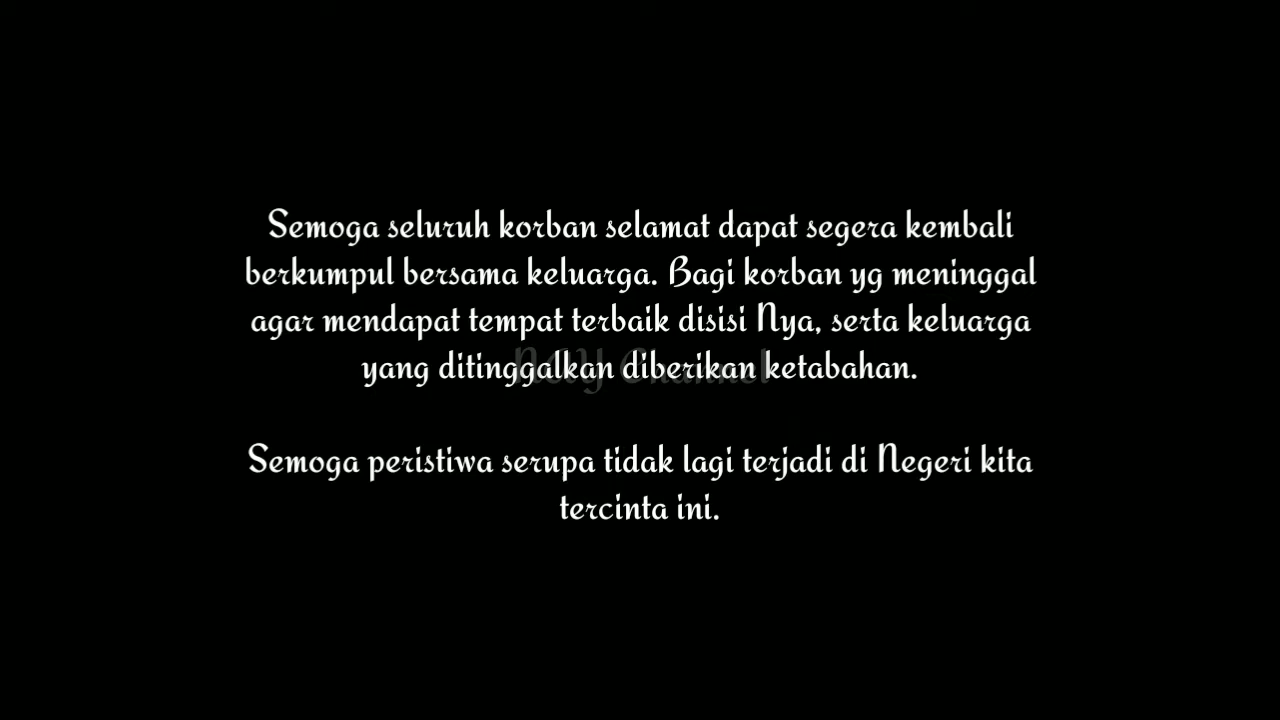 Semoga seluruh korban selamat dapat segera kembali
berkumpul bersama keluarga. Bagi korban yg meninggal
agar mendapat tempat terbaik disisi Nya, serta keluarga
yang ditinggalkan diberikan ketabahan.
Channel
Semoga peristiwa serupa tidak lagi terjadi di Negeri kita
tercinta ini.